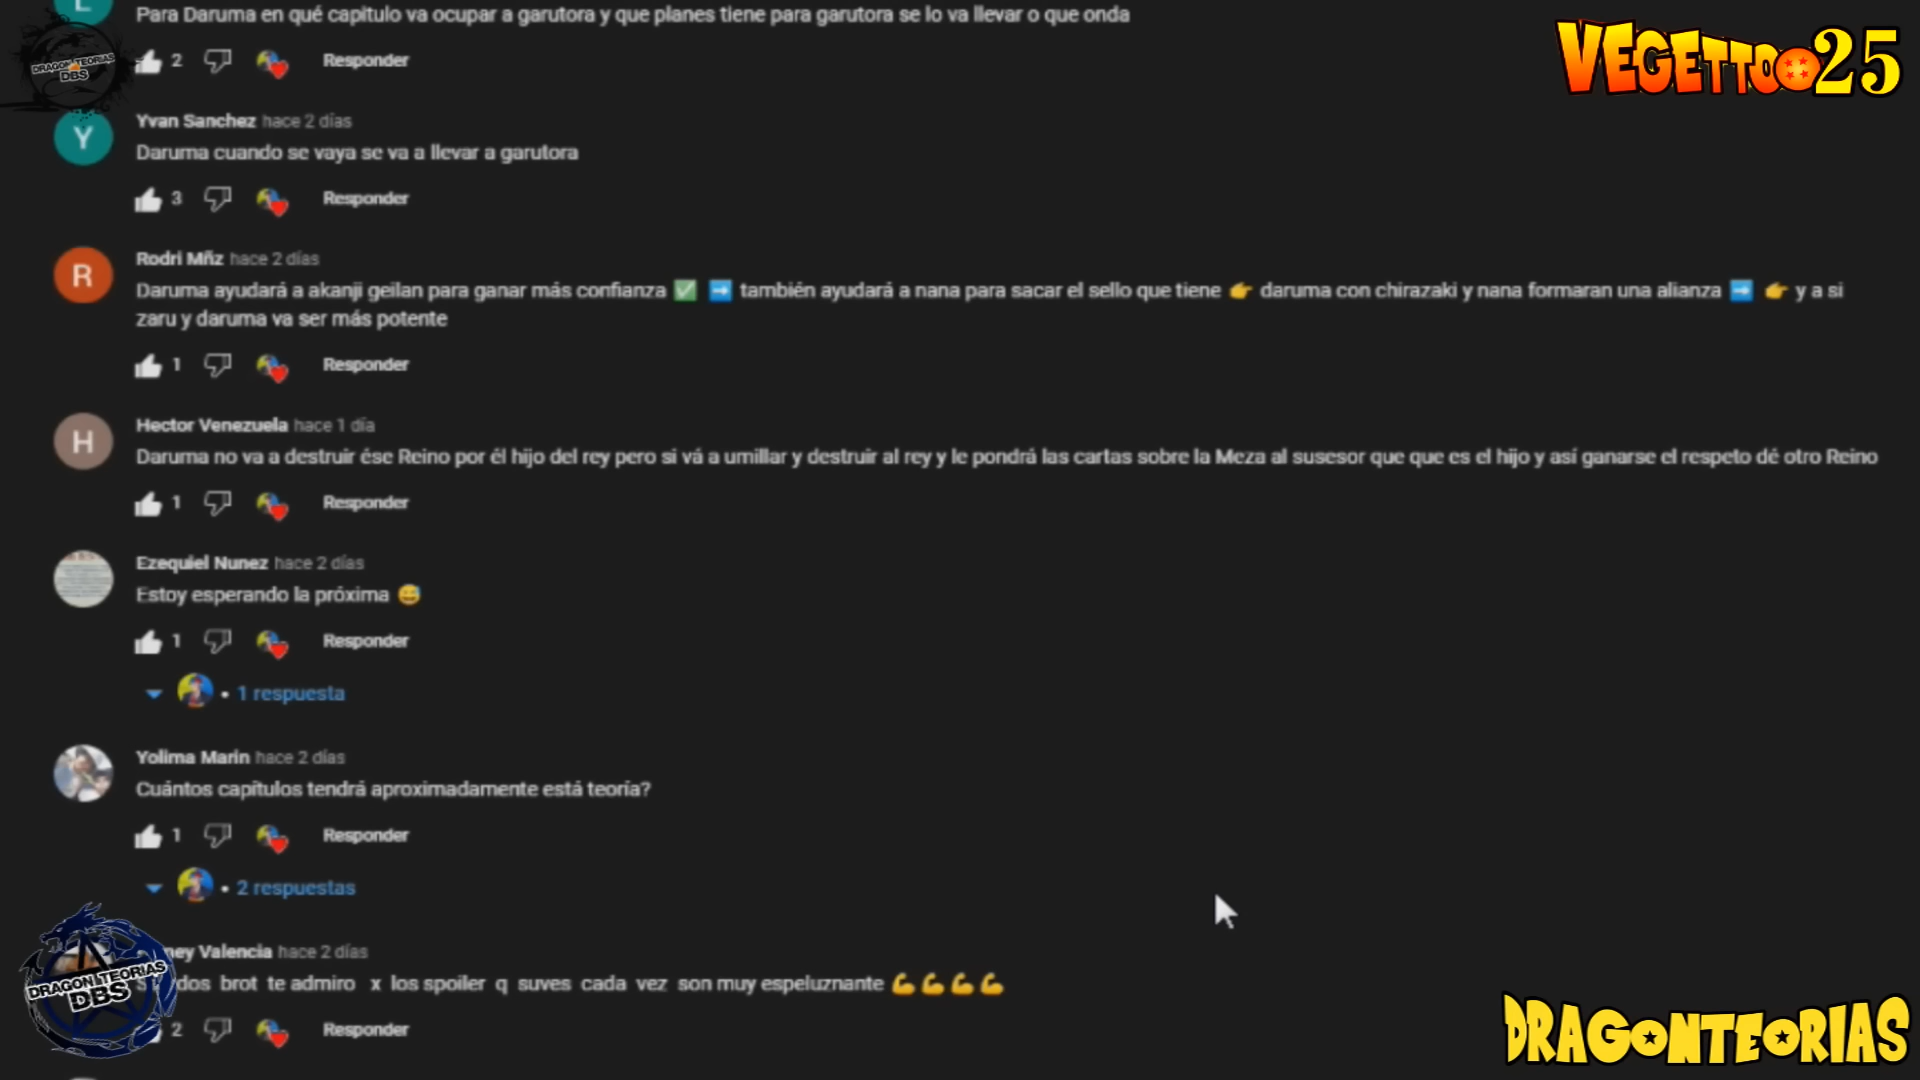 Para Daruma en qué capitulo va ocupar a garutora y que planes tiene para garutora se lo va llevar o que onda
2 Responder
DRAGON TEORIAS
DBS
VEGETTO 25
Y
Yvan Sanchez hace 2 días
Daruma cuando se vaya se va a llevar a garutora
3 Responder
R
Rodri Mñz hace 2 días
Daruma ayudará a akanji geilan para ganar más confianza ✅ ➡️ también ayudará a nana para sacar el sello que tiene 👉 daruma con chirazaki y nana formaran una alianza ➡️ 👉 y a si
zaru y daruma va ser más potente
1 Responder
H
Hector Venezuela hace 1 día
Daruma no va a destruir ése Reino por él hijo del rey pero si vá a umillar y destruir al rey y le pondrá las cartas sobre la Meza al susesor que que es el hijo y así ganarse el respeto dé otro Reino
1 Responder
Ezequiel Nunez hace 2 días
Estoy esperando la próxima 😅
1 Responder
• 1 respuesta
Yolima Marin hace 2 días
Cuántos capítulos tendrá aproximadamente está teoría?
1 Responder
• 2 respuestas
Valencia hace 2 días
brot te admiro x los spoiler q suves cada vez son muy espeluznante 💪💪💪💪
2 Responder
DRAGON TEORIAS
DBS
DRAGONTEORIAS